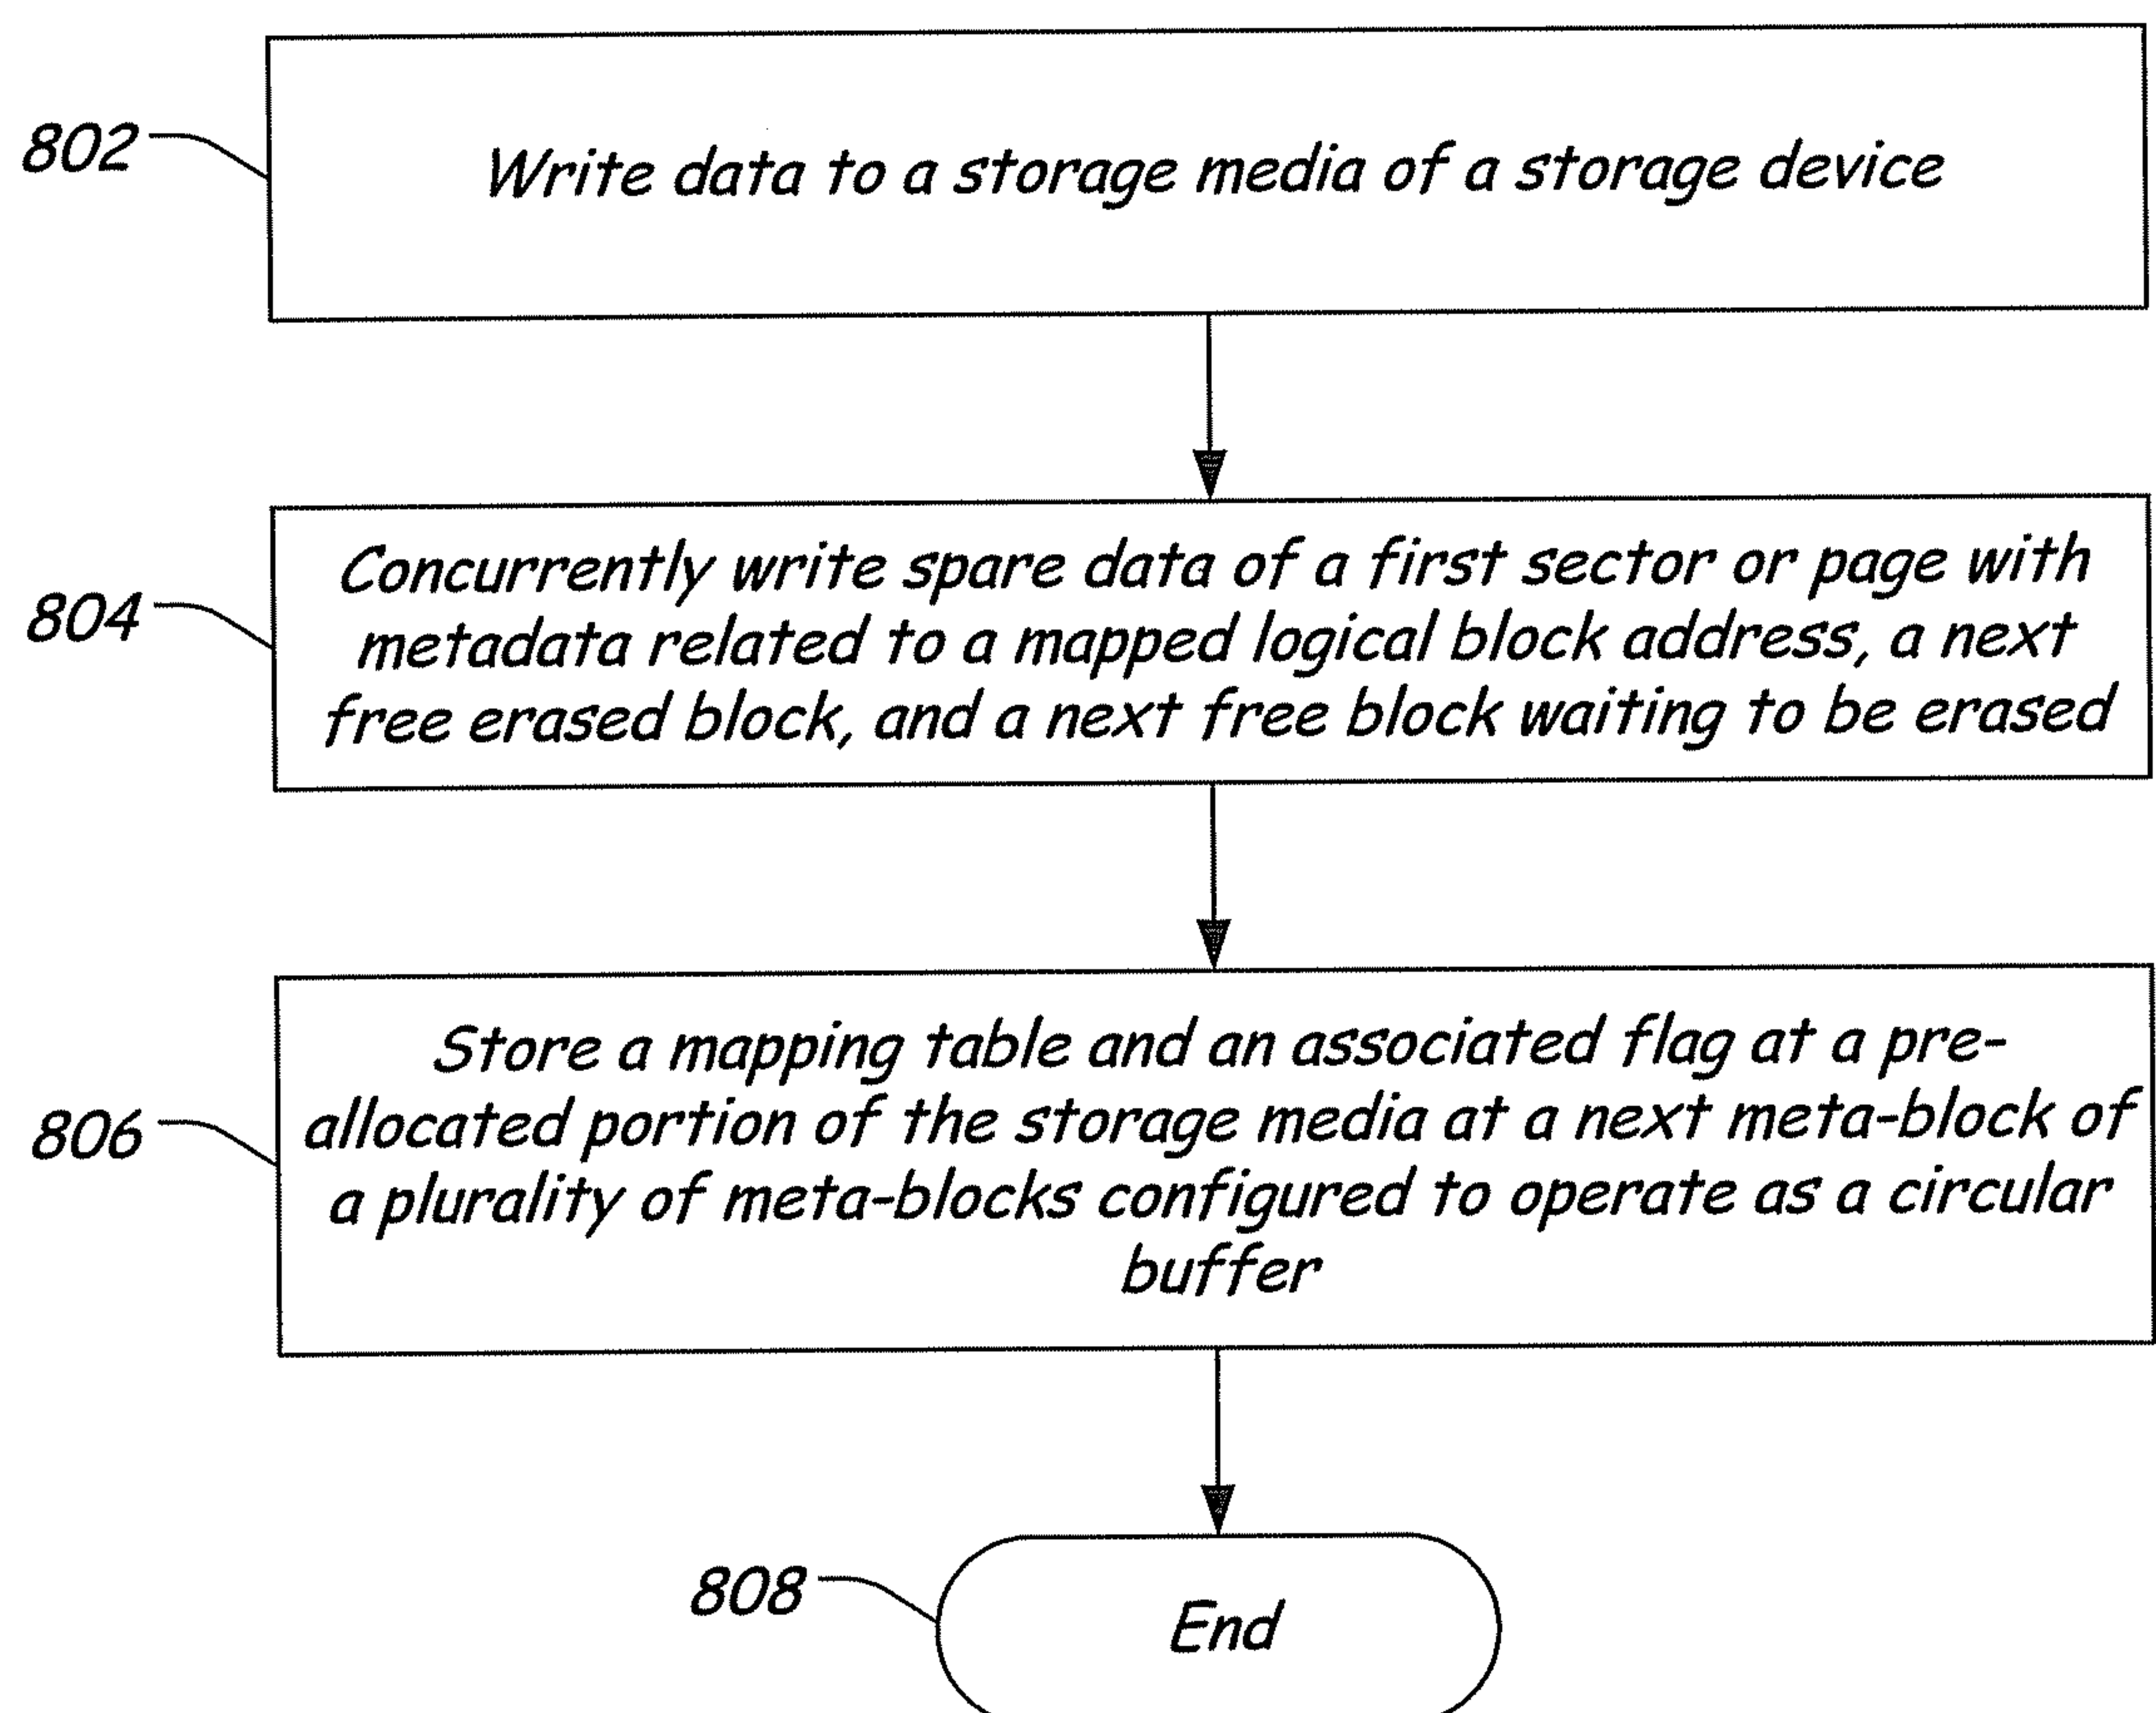 802
Write data to a storage media of a storage device
804
Concurrently write spare data of a first sector or page with
metadata related to a mapped logical block address, a next
free erased block, and a next free block waiting to be erased
806
Store a mapping table and an associated flag at a pre-
allocated portion of the storage media at a next meta-block of
a plurality of meta-blocks configured to operate as a circular
buffer
808
End